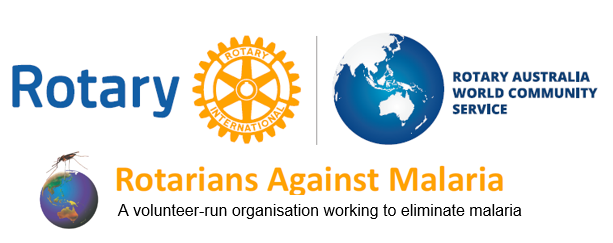 Rotary
ROTARY
INTERNATIONAL
ROTARY AUSTRALIA
WORLD COMMUNITY
SERVICE
Rotarians Against Malaria
A volunteer-run organisation working to eliminate malaria